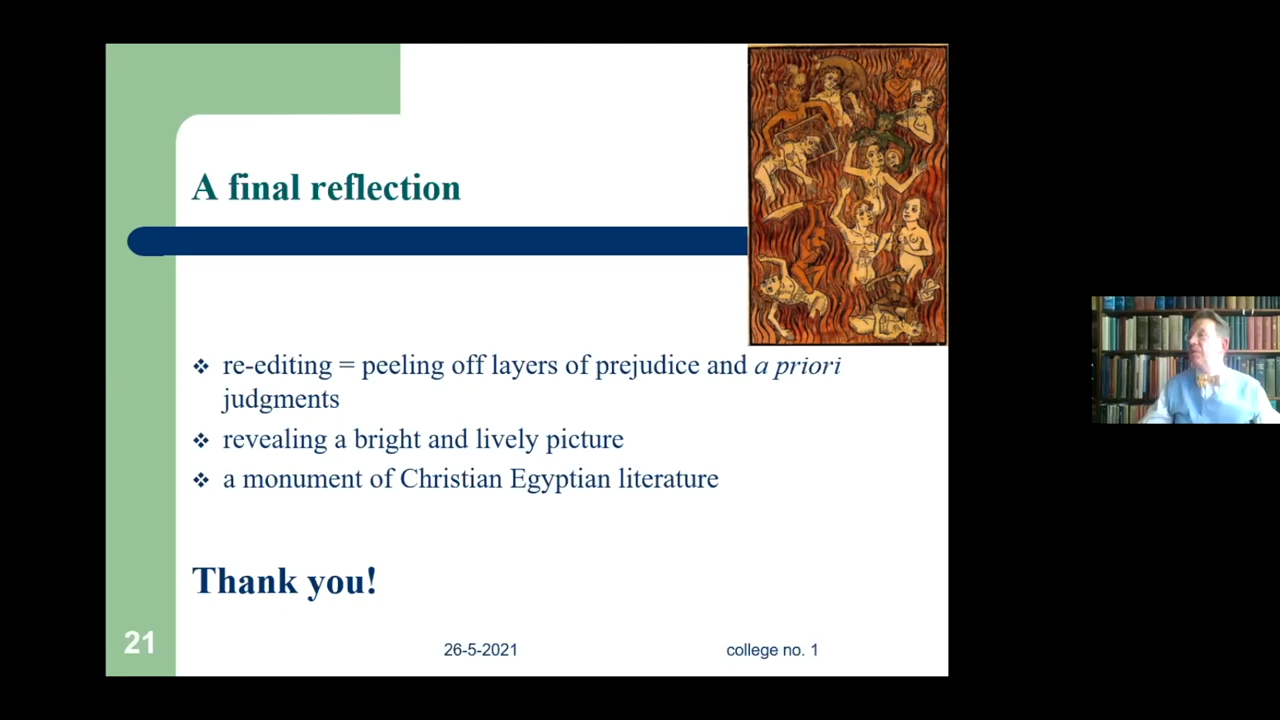 A final reflection
re-editing = peeling off layers of prejudice and a priori
judgments
revealing a bright and lively picture
a monument of Christian Egyptian literature
Thank you!
21
26-5-2021
college no. 1